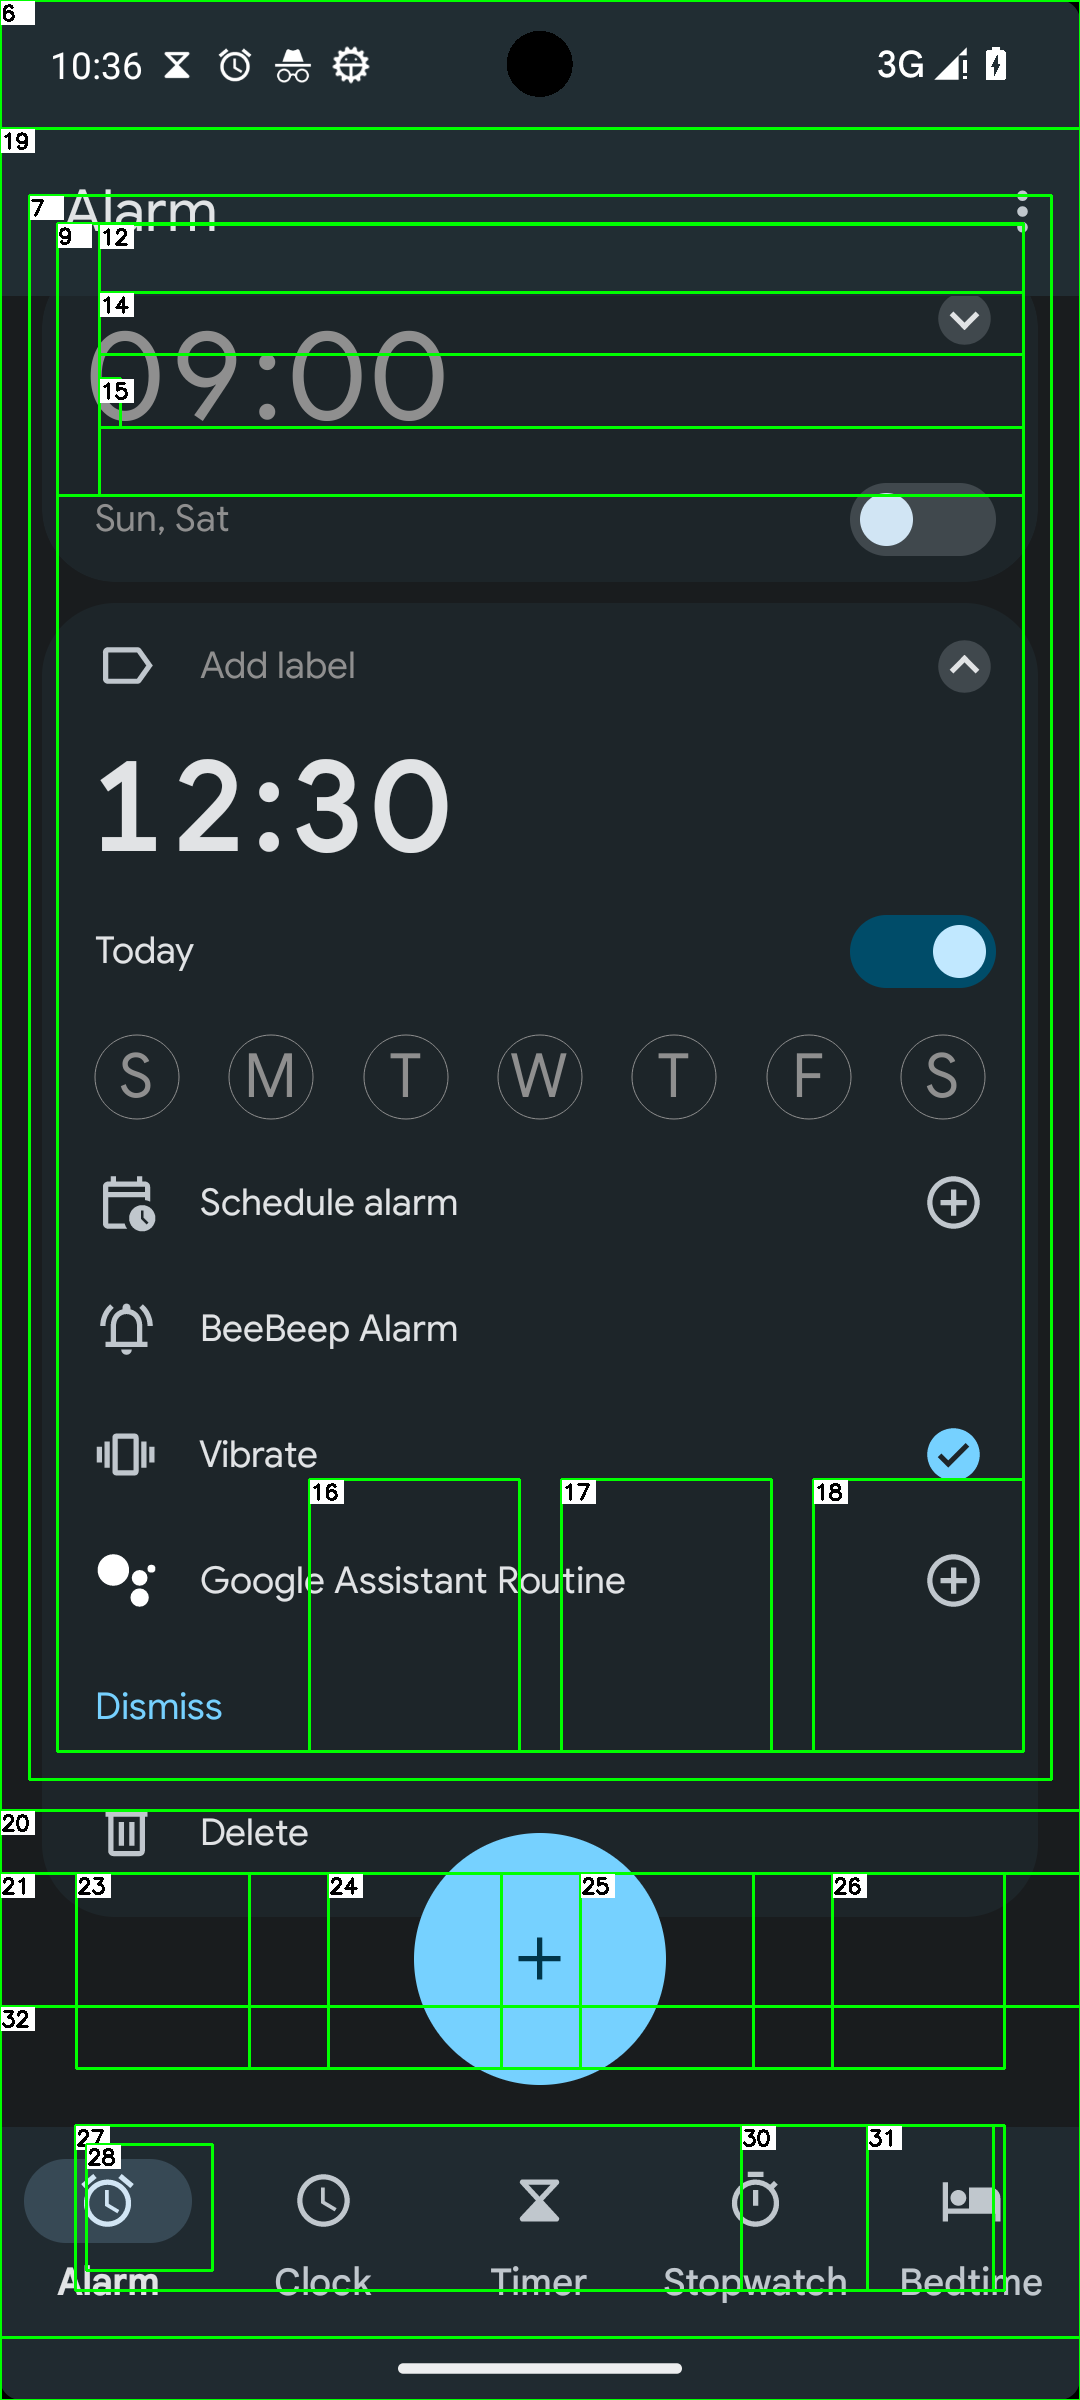 6
10:36
3G
19
7
Alarm
9
12
14
09:00
15
Sun, Sat
Add label
12:30
Today
S M T W T F S
Schedule alarm
BeeBeep Alarm
Vibrate
16
17
18
Google Assistant Routine
Dismiss
20
Delete
21
23
24
25
26
32
27
28
30
31
Alarm
Clock
Timer
Stopwatch
Bedtime